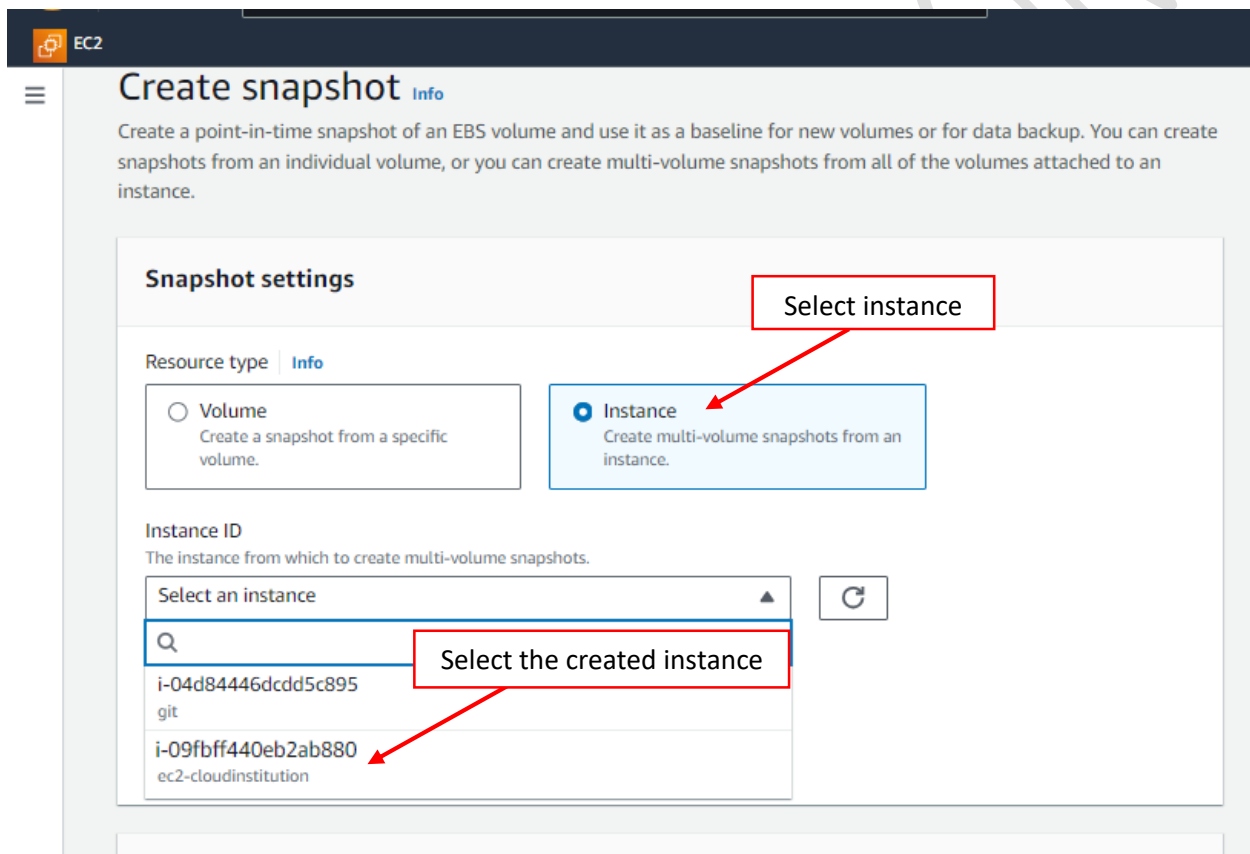 EC2
Create snapshot Info
Create a point-in-time snapshot of an EBS volume and use it as a baseline for new volumes or for data backup. You can create
snapshots from an individual volume, or you can create multi-volume snapshots from all of the volumes attached to an
instance.
Snapshot settings
Select instance
Resource type Info
Volume
Create a snapshot from a specific
volume.
Instance
Create multi-volume snapshots from an
instance.
Instance ID
The instance from which to create multi-volume snapshots.
Select an instance
Select the created instance
i-04d84446dcdd5c895
git
i-09fbff440eb2ab880
ec2-cloudinstitution